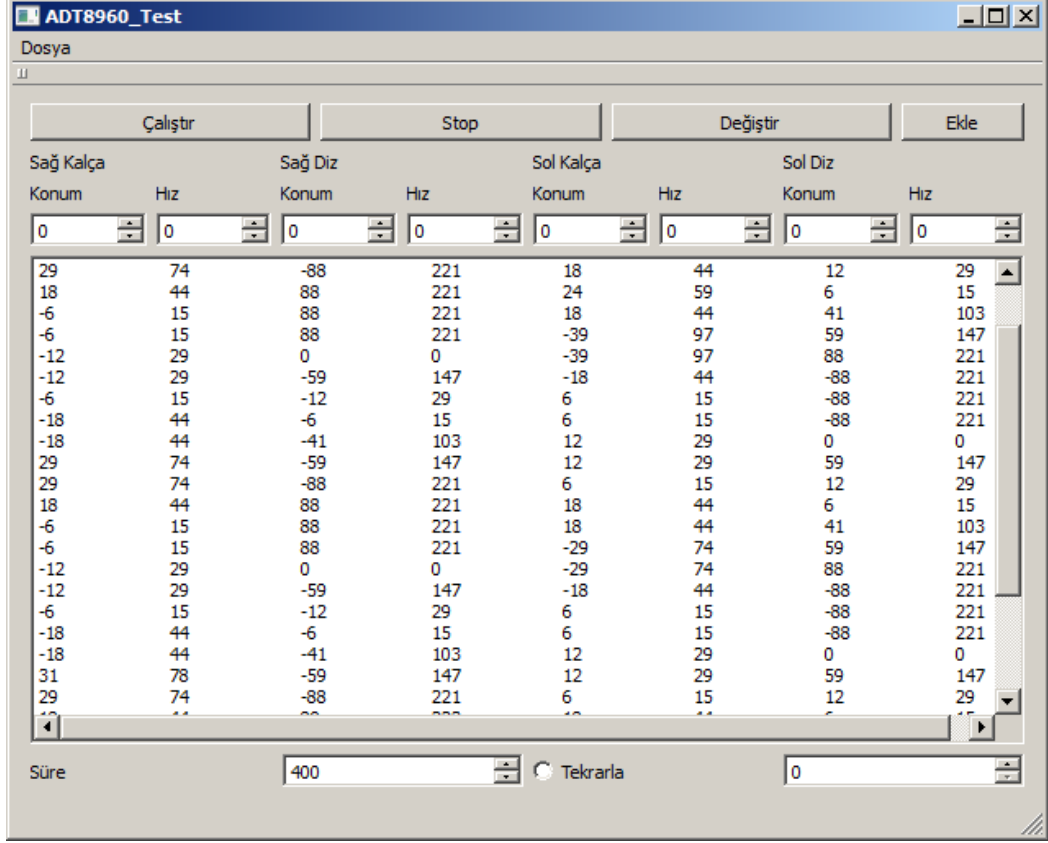 ADT8960_Test
Dosya
Çalıştır Stop Değiştir Ekle
Sağ Kalça Sağ Diz Sol Kalça Sol Diz
Konum Hız Konum Hız Konum Hız Konum Hız
0 0 0 0 0 0 0 0
29 74 -88 221 18 44 12 29
18 44 88 221 24 59 6 15
-6 15 88 221 18 44 41 103
-6 15 88 221 -39 97 59 147
-12 29 0 0 -39 97 88 221
-12 29 -59 147 -18 44 -88 221
-6 15 -12 29 6 15 -88 221
-18 44 -6 15 6 15 -88 221
-18 44 -41 103 12 29 0 0
29 74 -59 147 12 29 59 147
29 74 -88 221 6 15 12 29
18 44 88 221 18 44 6 15
-6 15 88 221 18 44 41 103
-6 15 88 221 -29 74 59 147
-12 29 0 0 -29 74 88 221
-12 29 -59 147 -18 44 -88 221
-6 15 -12 29 6 15 -88 221
-18 44 -6 15 6 15 -88 221
-18 44 -41 103 12 29 0 0
31 78 -59 147 12 29 59 147
29 74 -88 221 6 15 12 29
Süre 400 Tekrarla 0